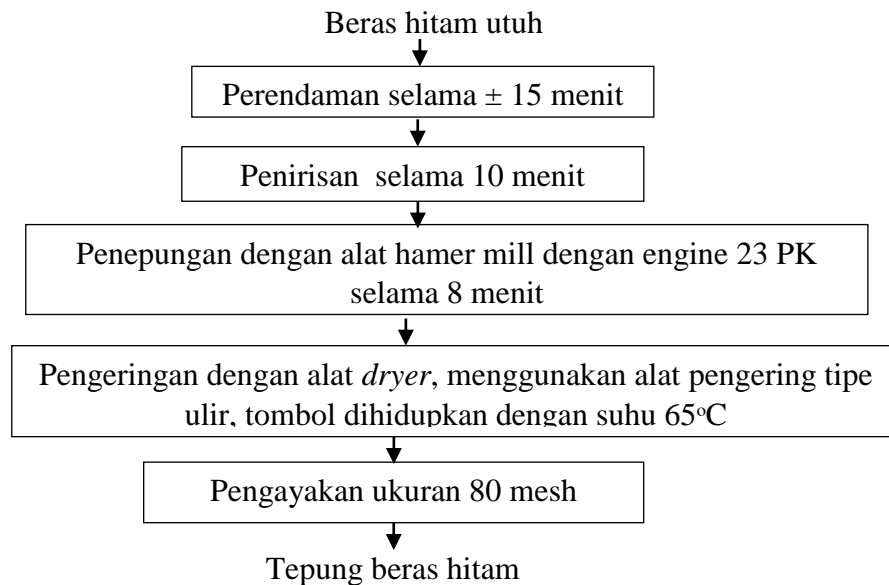 Beras hitam utuh
Perendaman selama ± 15 menit
Penirisan selama 10 menit
Penepungan dengan alat hamer mill dengan engine 23 PK
selama 8 menit
Pengeringan dengan alat dryer, menggunakan alat pengering tipe
ulir, tombol dihidupkan dengan suhu 65°C
Pengayakan ukuran 80 mesh
Tepung beras hitam